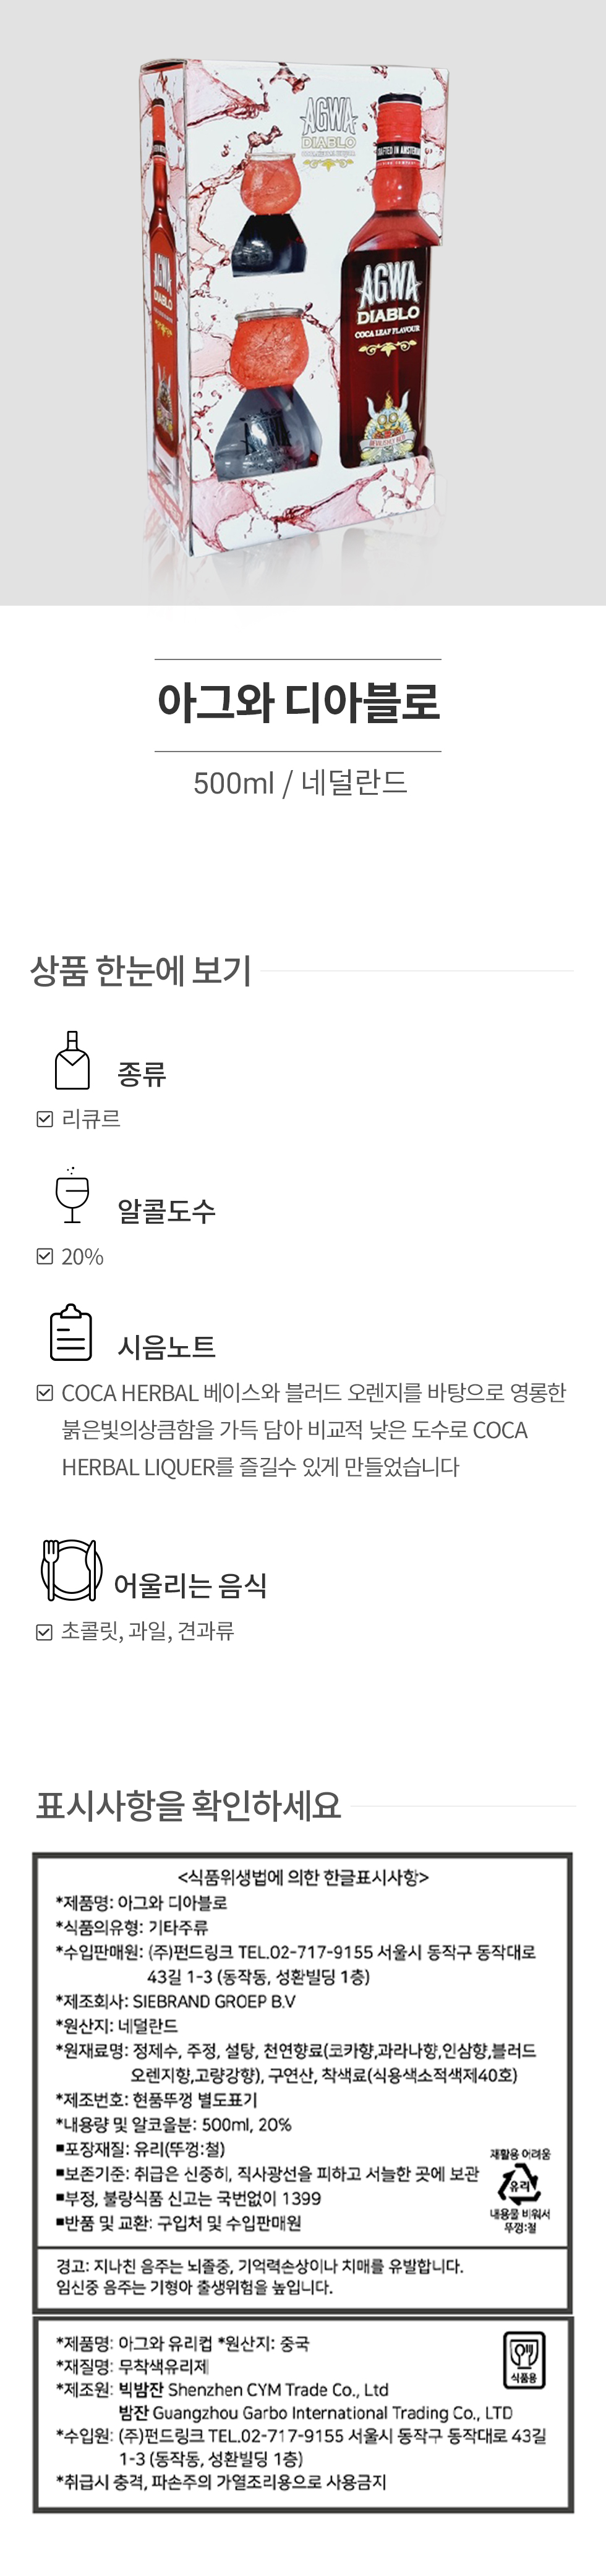 AGWA
DIABLO
AGWA
DIABLO
COCA LEAF FLAVOUR
AGWA
DIABLO
아그와 디아블로
500ml / 네덜란드
상품 한눈에 보기
종류
리큐르
알콜도수
20%
시음노트
COCA HERBAL 베이스와 블러드 오렌지를 바탕으로 영롱한
붉은빛의상큼함을 가득 담아 비교적 낮은 도수로 COCA
HERBAL LIQUER를 즐길수 있게 만들었습니다
어울리는 음식
초콜릿, 과일, 견과류
표시사항을 확인하세요
<식품위생법에 의한 한글표시사항>
*제품명: 아그와 디아블로
*식품의유형: 기타주류
*수입판매원: (주)펀드링크 TEL.02-717-9155 서울시 동작구 동작대로
43길 1-3 (동작동, 성환빌딩 1층)
*제조회사: SIEBRAND GROEP B.V
*원산지: 네덜란드
*원재료명: 정제수, 주정, 설탕, 천연향료(코카향,과라나향,인삼향,블러드
오렌지향,고량강향), 구연산, 착색료(식용색소적색제40호)
*제조번호: 현품뚜껑 별도표기
*내용량 및 알코올분: 500ml, 20%
■포장재질: 유리(뚜껑:철)
■보존기준: 취급은 신중히, 직사광선을 피하고 서늘한 곳에 보관
■부정, 불량식품 신고는 국번없이 1399
■반품 및 교환: 구입처 및 수입판매원
재활용 어려움
유리
내용물 비워서
뚜껑:철
경고: 지나친 음주는 뇌졸중, 기억력손상이나 치매를 유발합니다.
임신중 음주는 기형아 출생위험을 높입니다.
*제품명: 아그와 유리컵 *원산지: 중국
*재질명: 무착색유리제
*제조원: 빅밤잔 Shenzhen CYM Trade Co., Ltd
밤잔 Guangzhou Garbo International Trading Co., LTD
*수입원: (주)펀드링크 TEL.02-717-9155 서울시 동작구 동작대로 43길
1-3 (동작동, 성환빌딩 1층)
*취급시 충격, 파손주의 가열조리용으로 사용금지
식품용